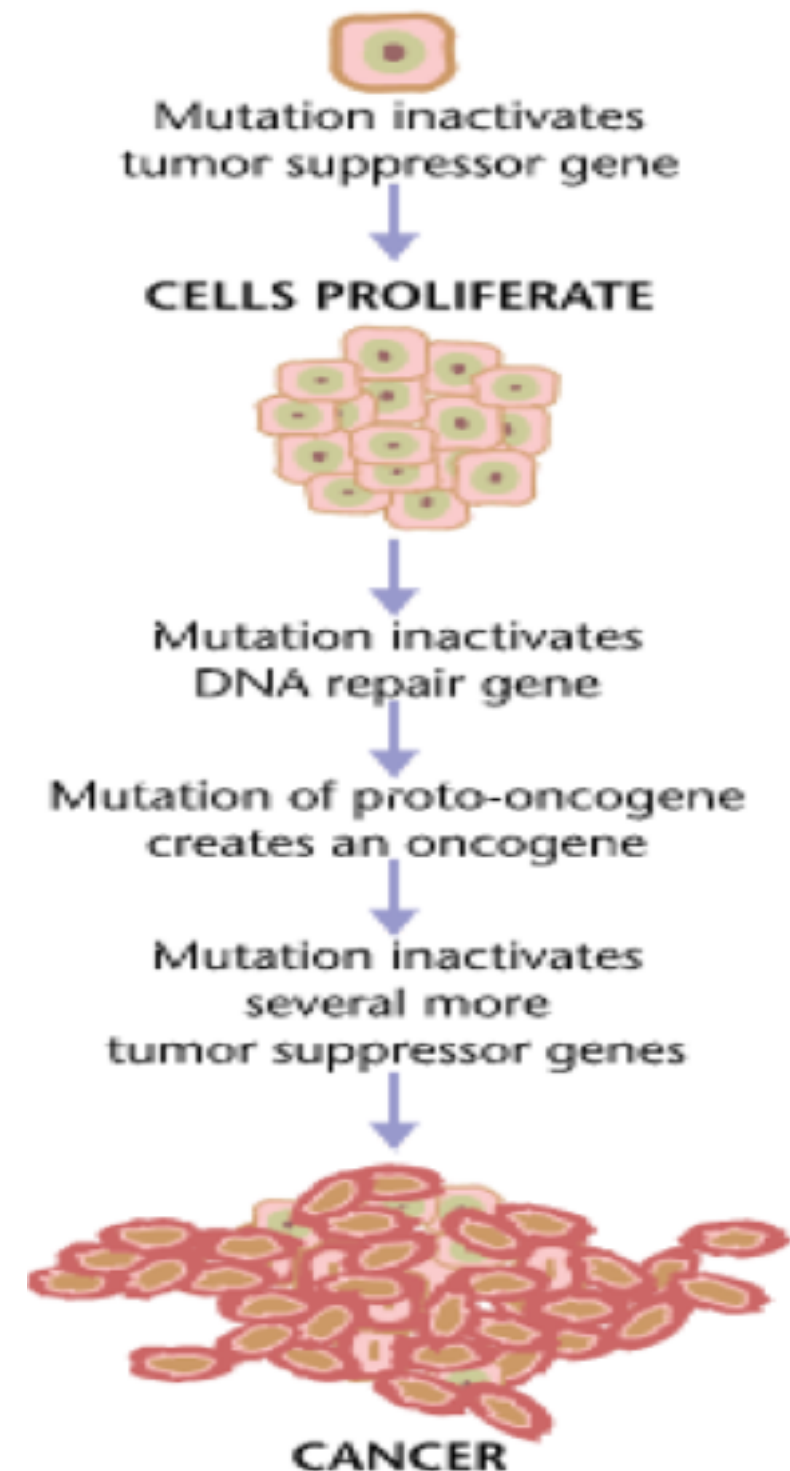 Mutation inactivates
tumor suppressor gene
CELLS PROLIFERATE
Mutation inactivates
DNA repair gene
Mutation of proto-oncogene
creates an oncogene
Mutation inactivates
several more
tumor suppressor genes
CANCER